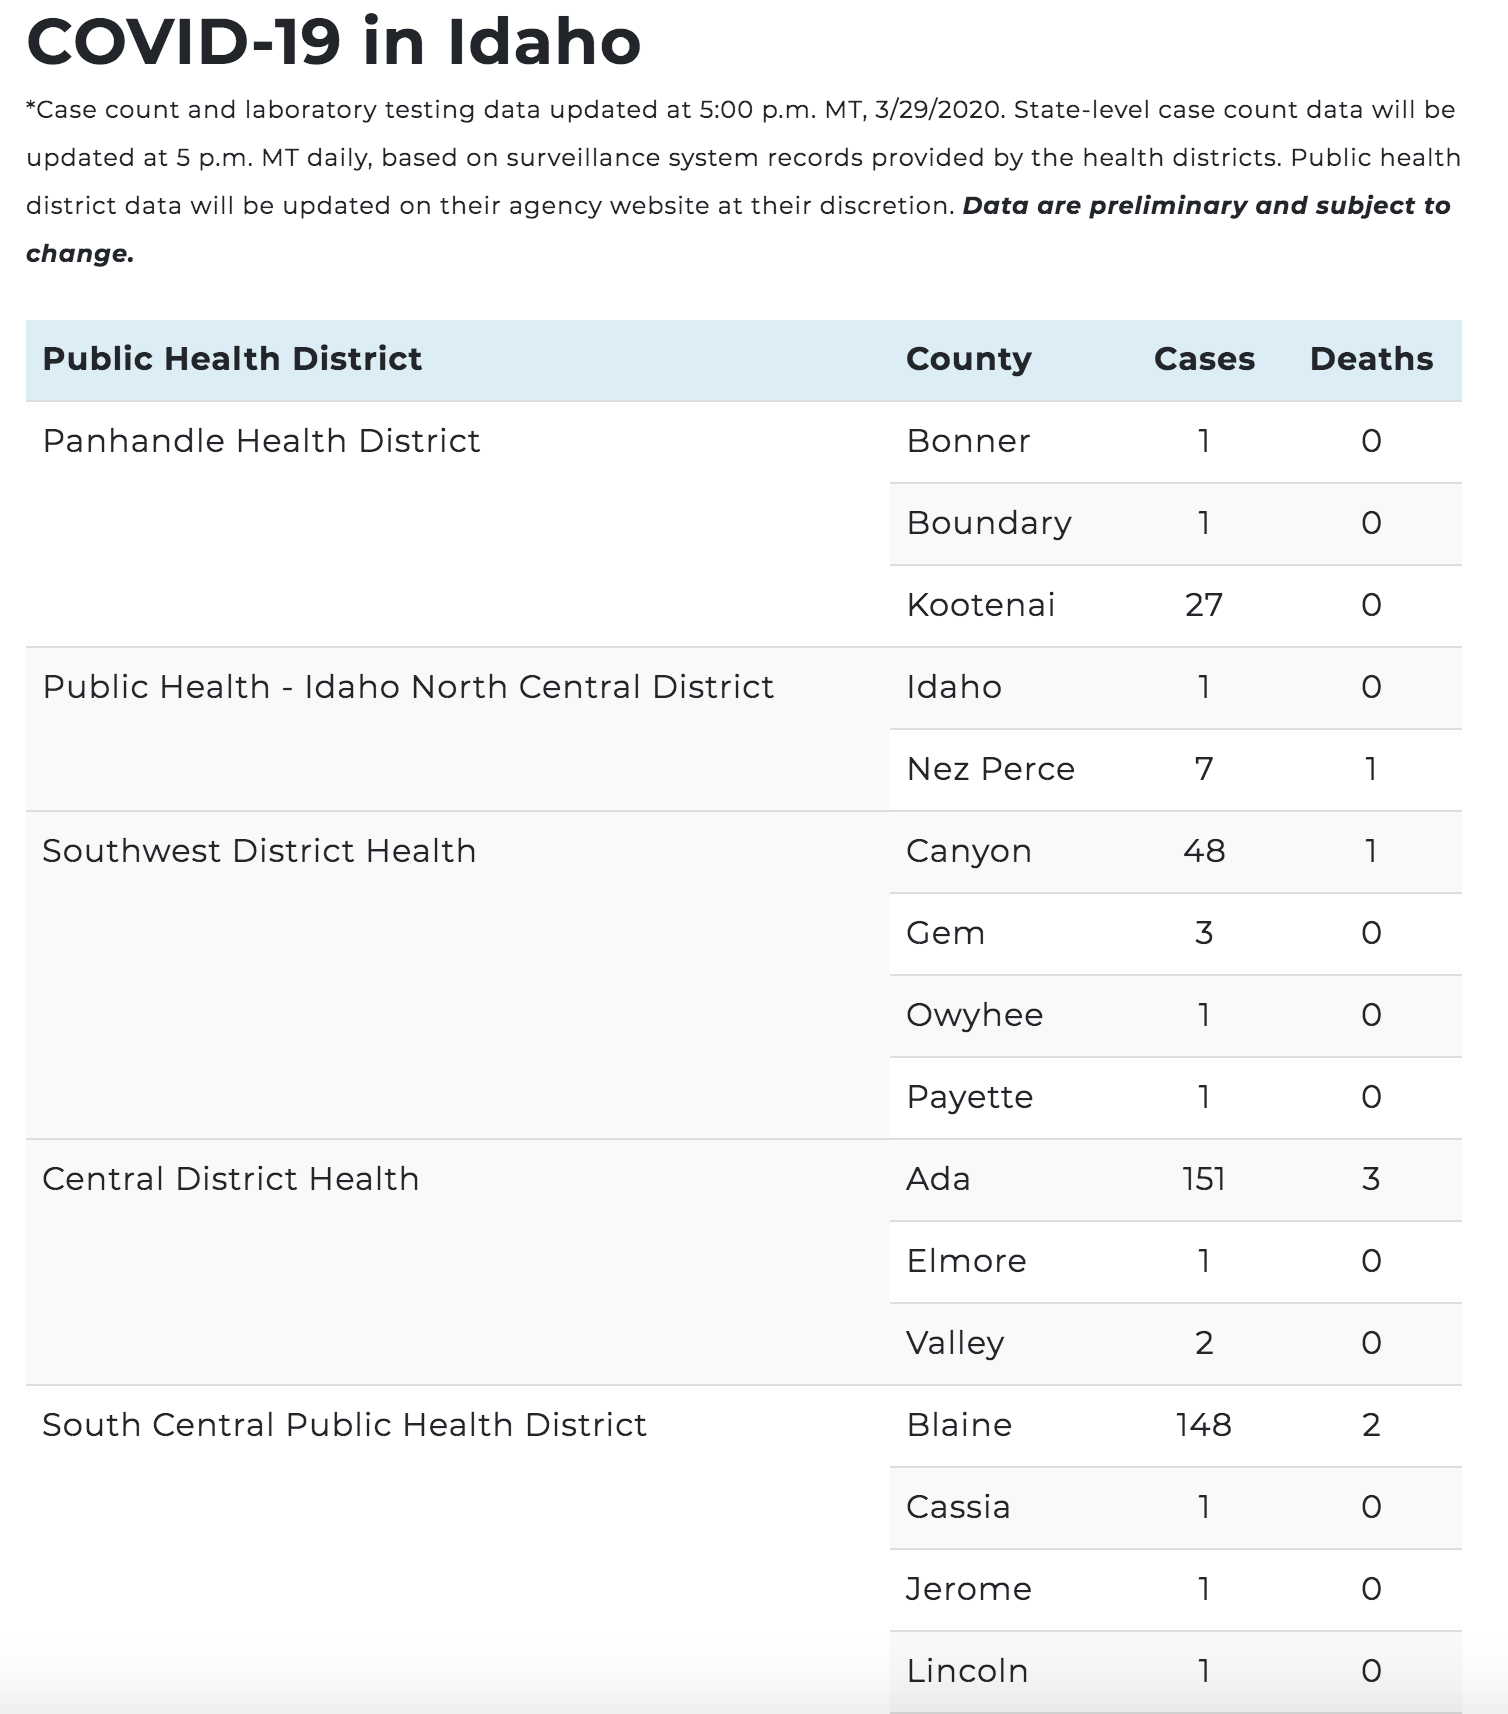 COVID-19 in Idaho
*Case count and laboratory testing data updated at 5:00 p.m. MT, 3/29/2020. State-level case count data will be
updated at 5 p.m. MT daily, based on surveillance system records provided by the health districts. Public health
district data will be updated on their agency website at their discretion. Data are preliminary and subject to
change.
Public Health District County Cases Deaths
Panhandle Health District Bonner 1 0
Boundary 1 0
Kootenai 27 0
Public Health - Idaho North Central District Idaho 1 0
Nez Perce 7 1
Southwest District Health Canyon 48 1
Gem 3 0
Owyhee 1 0
Payette 1 0
Central District Health Ada 151 3
Elmore 1 0
Valley 2 0
South Central Public Health District Blaine 148 2
Cassia 1 0
Jerome 1 0
Lincoln 1 0